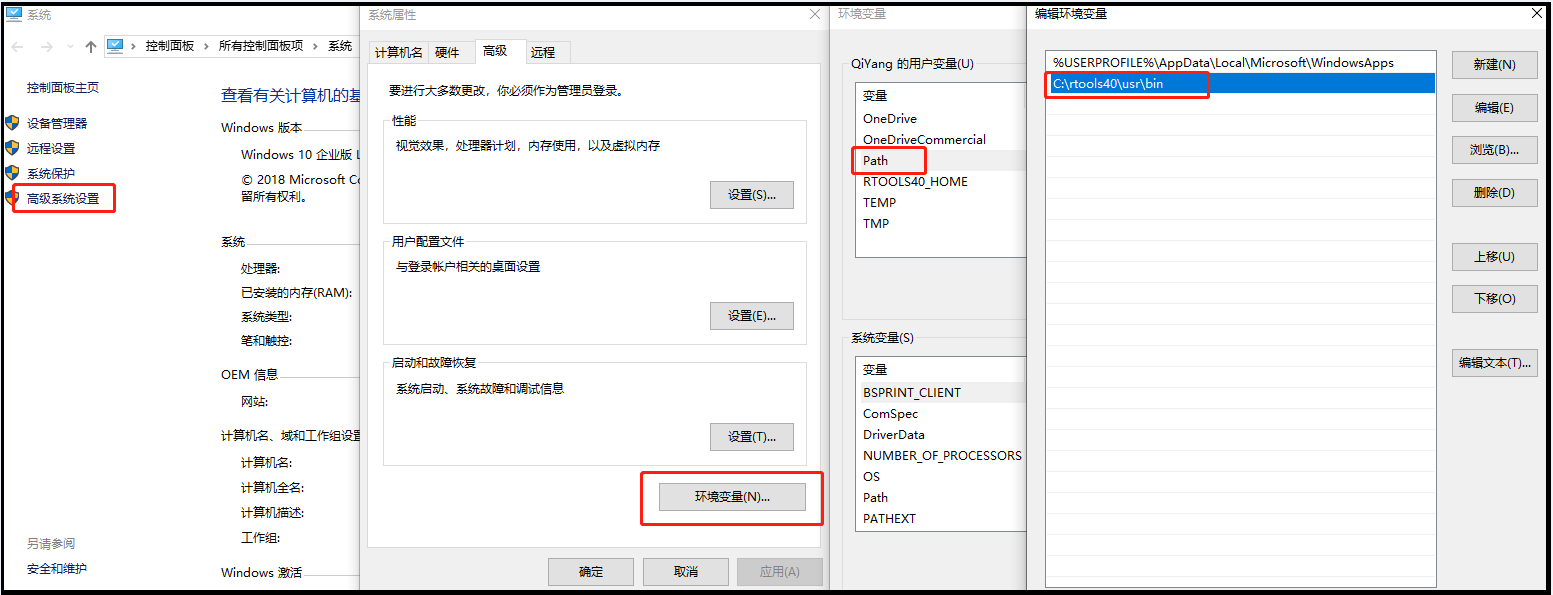 系统
控制面板 › 所有控制面板项 › 系统
控制面板主页
设备管理器
远程设置
系统保护
高级系统设置
另请参阅
安全和维护
查看有关计算机的基
Windows 版本
Windows 10 企业版 L
© 2018 Microsoft Co
留所有权利。
系统
处理器:
已安装的内存(RAM):
系统类型:
笔和触控:
OEM 信息
网站:
计算机名、域和工作组设置
计算机名:
计算机全名:
计算机描述:
工作组:
Windows 激活
系统属性
计算机名 硬件 高级 远程
要进行大多数更改，你必须作为管理员登录。
性能
视觉效果，处理器计划，内存使用，以及虚拟内存
设置(S)...
用户配置文件
与登录帐户相关的桌面设置
设置(E)...
启动和故障恢复
系统启动、系统故障和调试信息
设置(T)...
环境变量(N)...
确定 取消 应用(A)
环境变量
QiYang 的用户变量(U)
变量
OneDrive
OneDriveCommercial
Path
RTOOLS40_HOME
TEMP
TMP
系统变量(S)
变量
BSPRINT_CLIENT
ComSpec
DriverData
NUMBER_OF_PROCESSORS
OS
Path
PATHEXT
编辑环境变量
%USERPROFILE%\AppData\Local\Microsoft\WindowsApps
C:\rtools40\usr\bin
新建(N)
编辑(E)
浏览(B)...
删除(D)
上移(U)
下移(O)
编辑文本(T)...